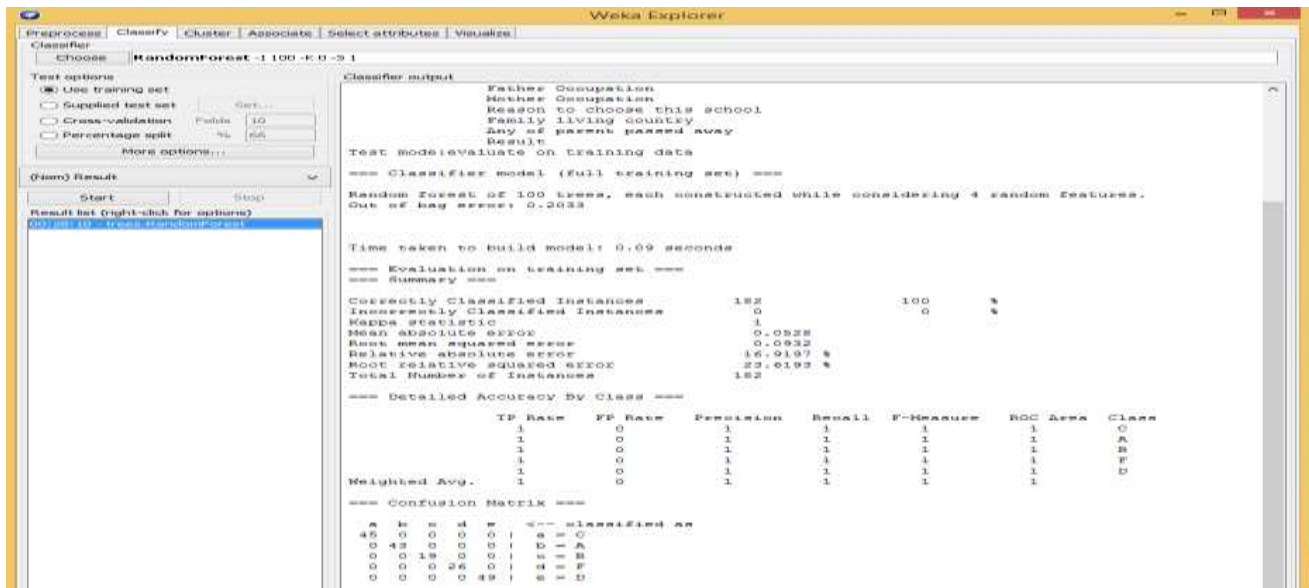 Weka Explorer
Preprocess Classify Cluster Associate Select attributes Visualize
Classifier
Choose RandomForest -I 100 -K 0 -S 1
Test options
Use training set
Supplied test set Set...
Cross-validation Folds 10
Percentage split % 66
More options...
(Nom) Result
Start Stop
Result list (right-click for options)
00:28:10 - trees.RandomForest
Classifier output
Father Occupation
Mother Occupation
Reason to choose this school
Family living country
Any of parent passed away
Result
Test mode:evaluate on training data
=== Classifier model (full training set) ===
Random forest of 100 trees, each constructed while considering 4 random features.
Out of bag error: 0.2033
Time taken to build model: 0.09 seconds
=== Evaluation on training set ===
=== Summary ===
Correctly Classified Instances 182 100 %
Incorrectly Classified Instances 0 0 %
Kappa statistic 1
Mean absolute error 0.0528
Root mean squared error 0.0932
Relative absolute error 16.9197 %
Root relative squared error 23.6193 %
Total Number of Instances 182
=== Detailed Accuracy By Class ===
TP Rate FP Rate Precision Recall F-Measure ROC Area Class
1 0 1 1 1 1 C
1 0 1 1 1 1 A
1 0 1 1 1 1 B
1 0 1 1 1 1 F
1 0 1 1 1 1 D
Weighted Avg. 1 0 1 1 1 1
=== Confusion Matrix ===
a b c d e <-- classified as
45 0 0 0 0 | a = C
0 43 0 0 0 | b = A
0 0 19 0 0 | c = B
0 0 0 26 0 | d = F
0 0 0 0 49 | e = D